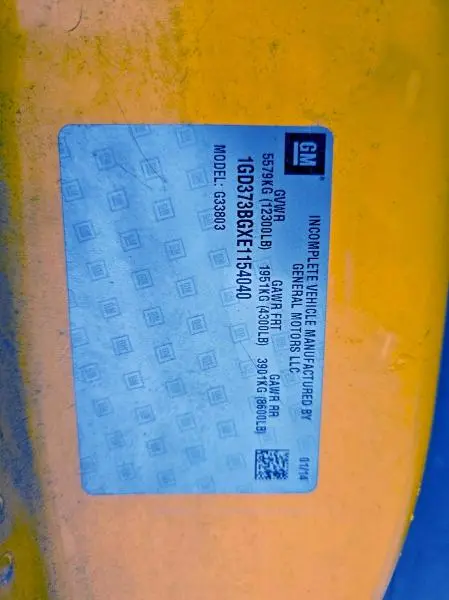 GM
INCOMPLETE VEHICLE MANUFACTURED BY
GENERAL MOTORS LLC
01/14
GVWR GAWR FRT GAWR RR
5579KG (12300LB) 1951KG (4300LB) 3901KG (8600LB)
1GD373BGXE1154040
MODEL: G33803